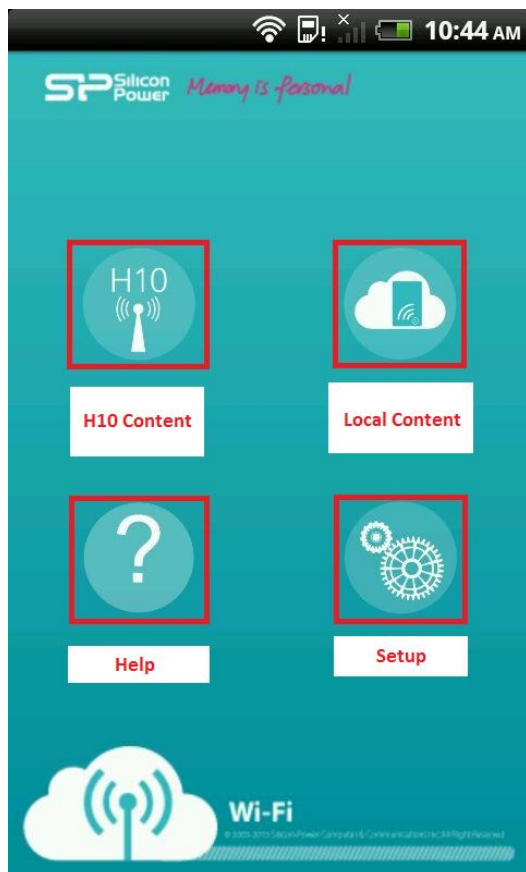 10:44 AM
SP Silicon Power Memory is personal
H10
H10 Content
Local Content
?
Help
Setup
Wi-Fi